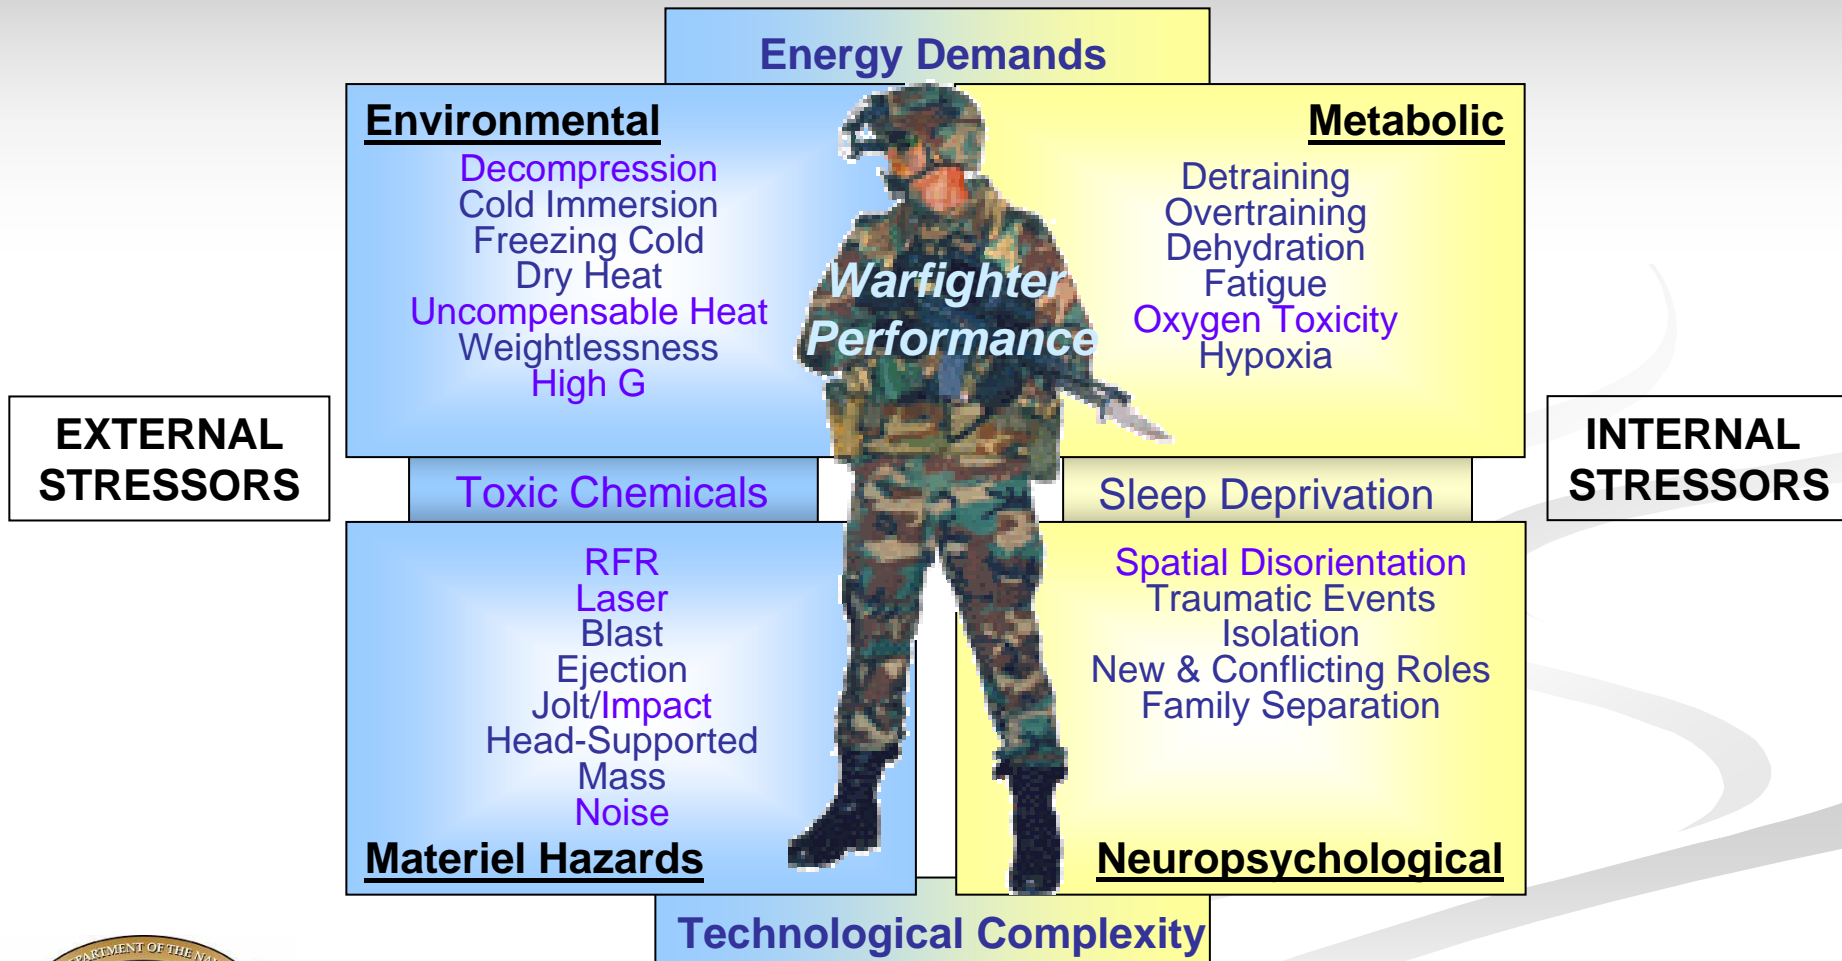 Energy Demands
Environmental
Decompression
Cold Immersion
Freezing Cold
Dry Heat
Uncompensable Heat
Weightlessness
High G
Metabolic
Detraining
Overtraining
Dehydration
Fatigue
Oxygen Toxicity
Hypoxia
Warfighter
Performance
EXTERNAL
STRESSORS
INTERNAL
STRESSORS
Toxic Chemicals
Sleep Deprivation
RFR
Laser
Blast
Ejection
Jolt/Impact
Head-Supported
Mass
Noise
Materiel Hazards
Spatial Disorientation
Traumatic Events
Isolation
New & Conflicting Roles
Family Separation
Neuropsychological
Technological Complexity
OF THE